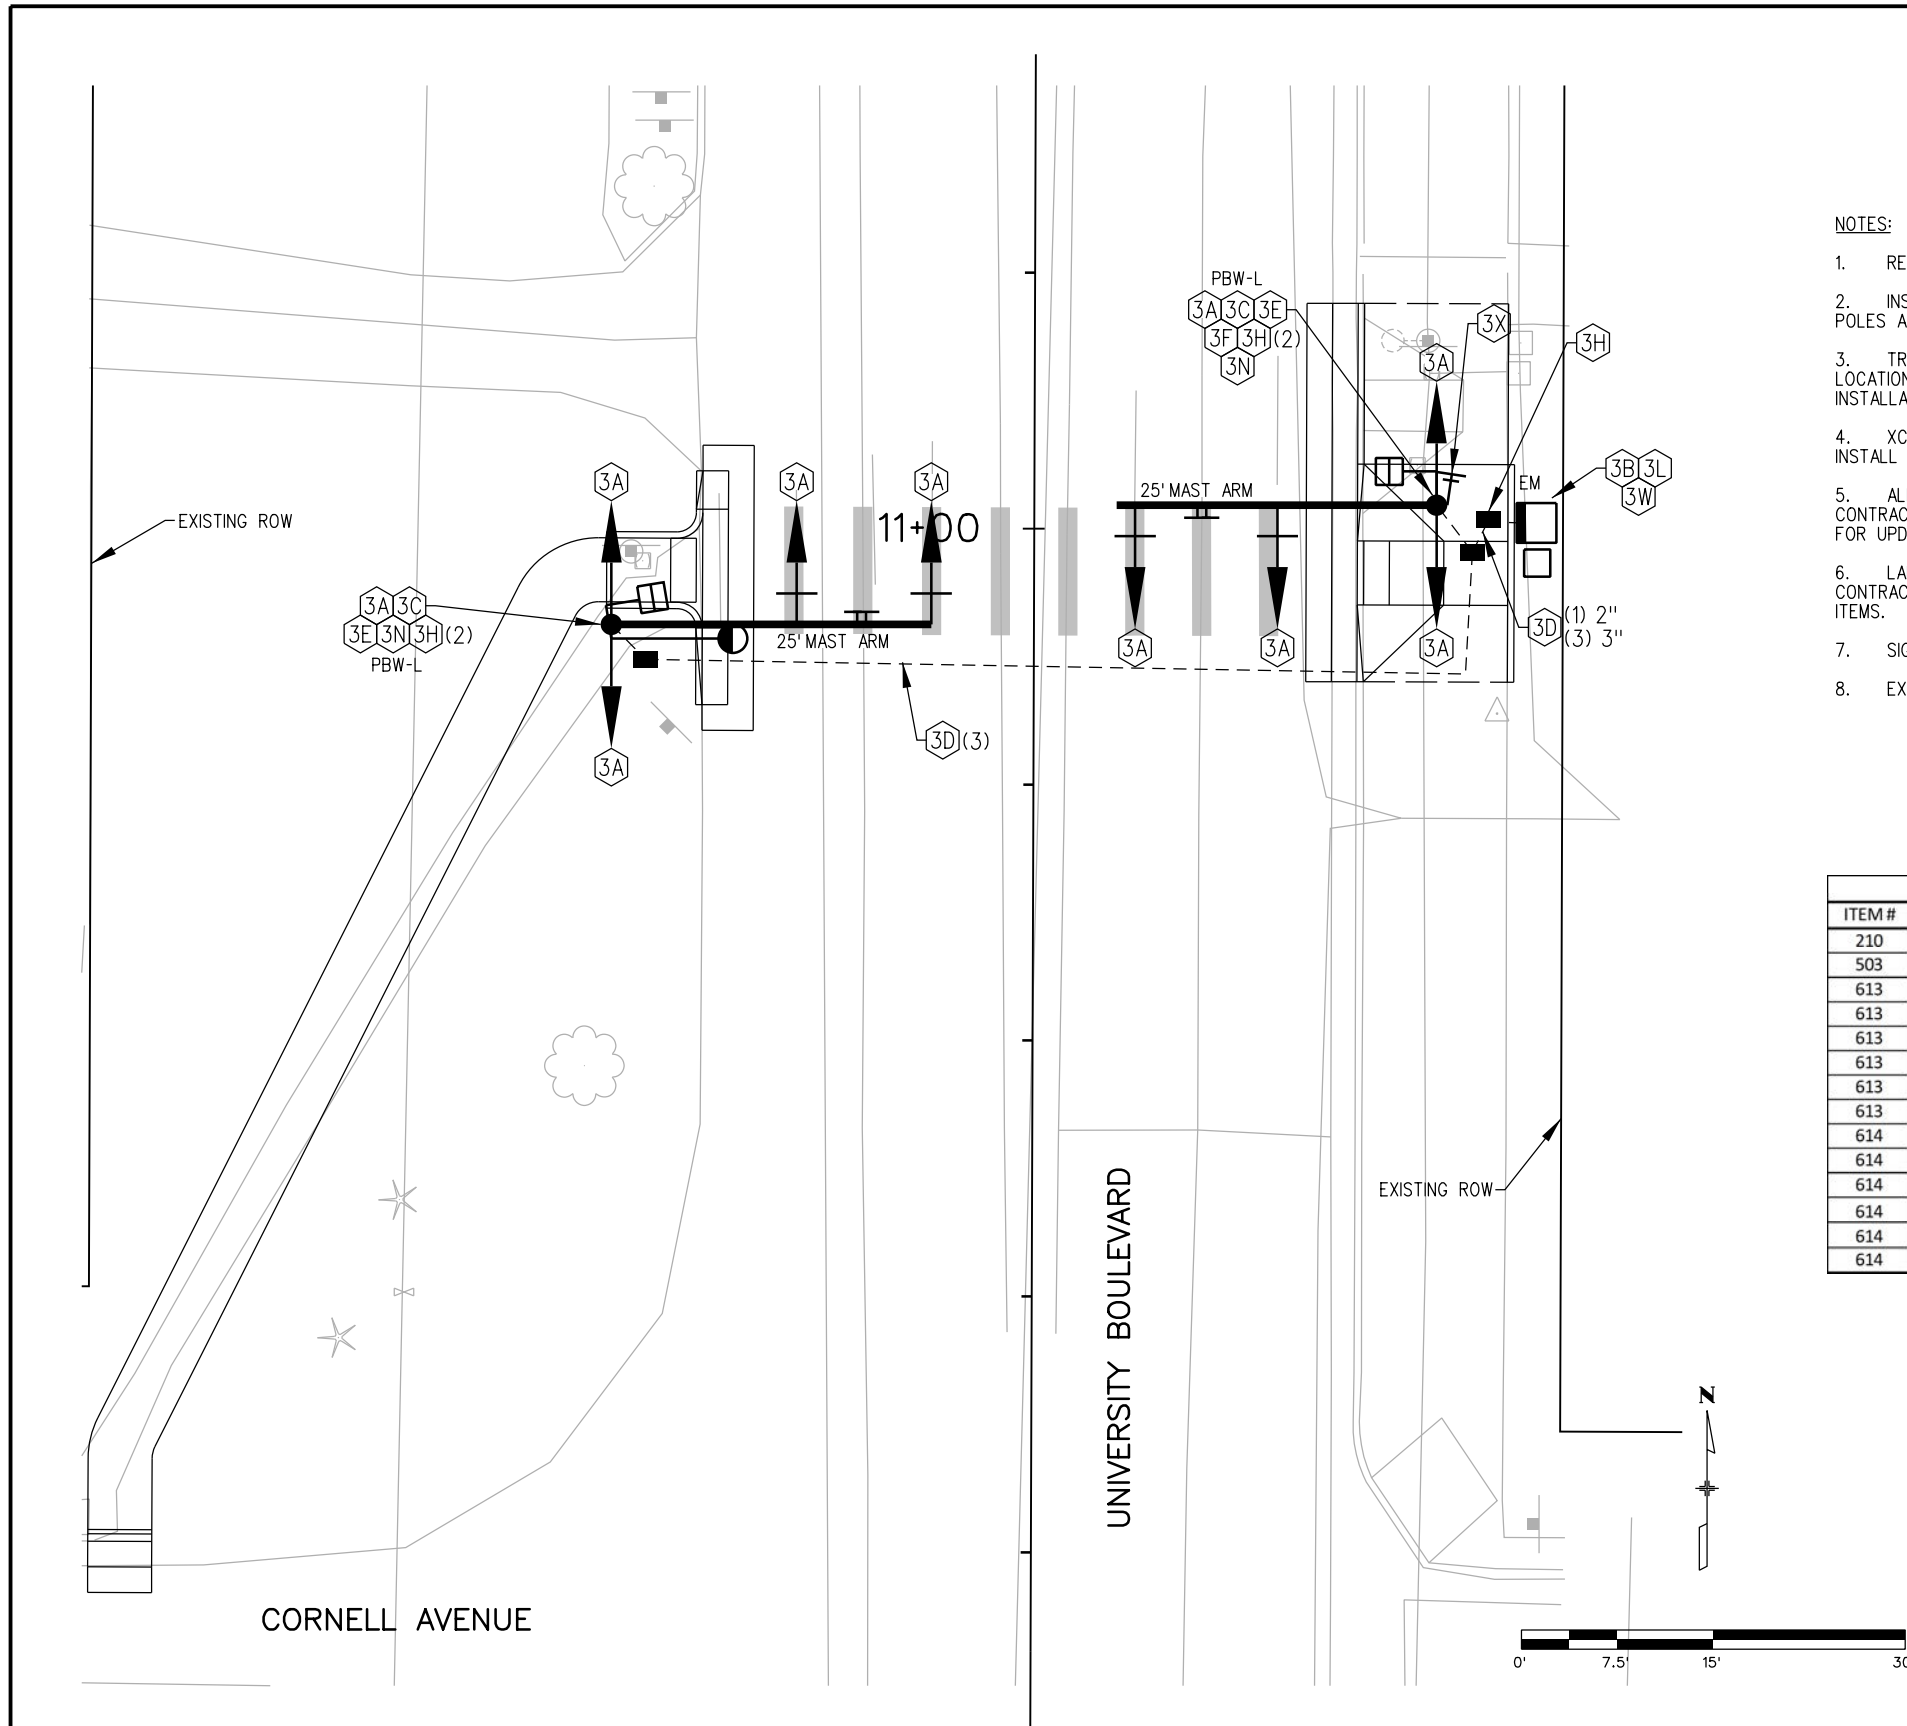 PBW-L
3A 3C 3E
3F 3H (2)
3N
3X
3H
3A
3A
3A
3A
25' MAST ARM
EM
3B 3L
3W
EXISTING ROW
11+00
3A 3C
3E 3N 3H (2)
PBW-L
25' MAST ARM
3A
3A
3A
3D (1) 2"
(3) 3"
3D (3)
3A
UNIVERSITY BOULEVARD
EXISTING ROW
CORNELL AVENUE
N
0' 7.5' 15' 30
NOTES:
1. RE
2. INS
POLES A
3. TR
LOCATION
INSTALLA
4. XC
INSTALL
5. AL
CONTRAC
FOR UPD
6. LA
CONTRAC
ITEMS.
7. SIG
8. EX
ITEM #
210
503
613
613
613
613
613
613
614
614
614
614
614
614